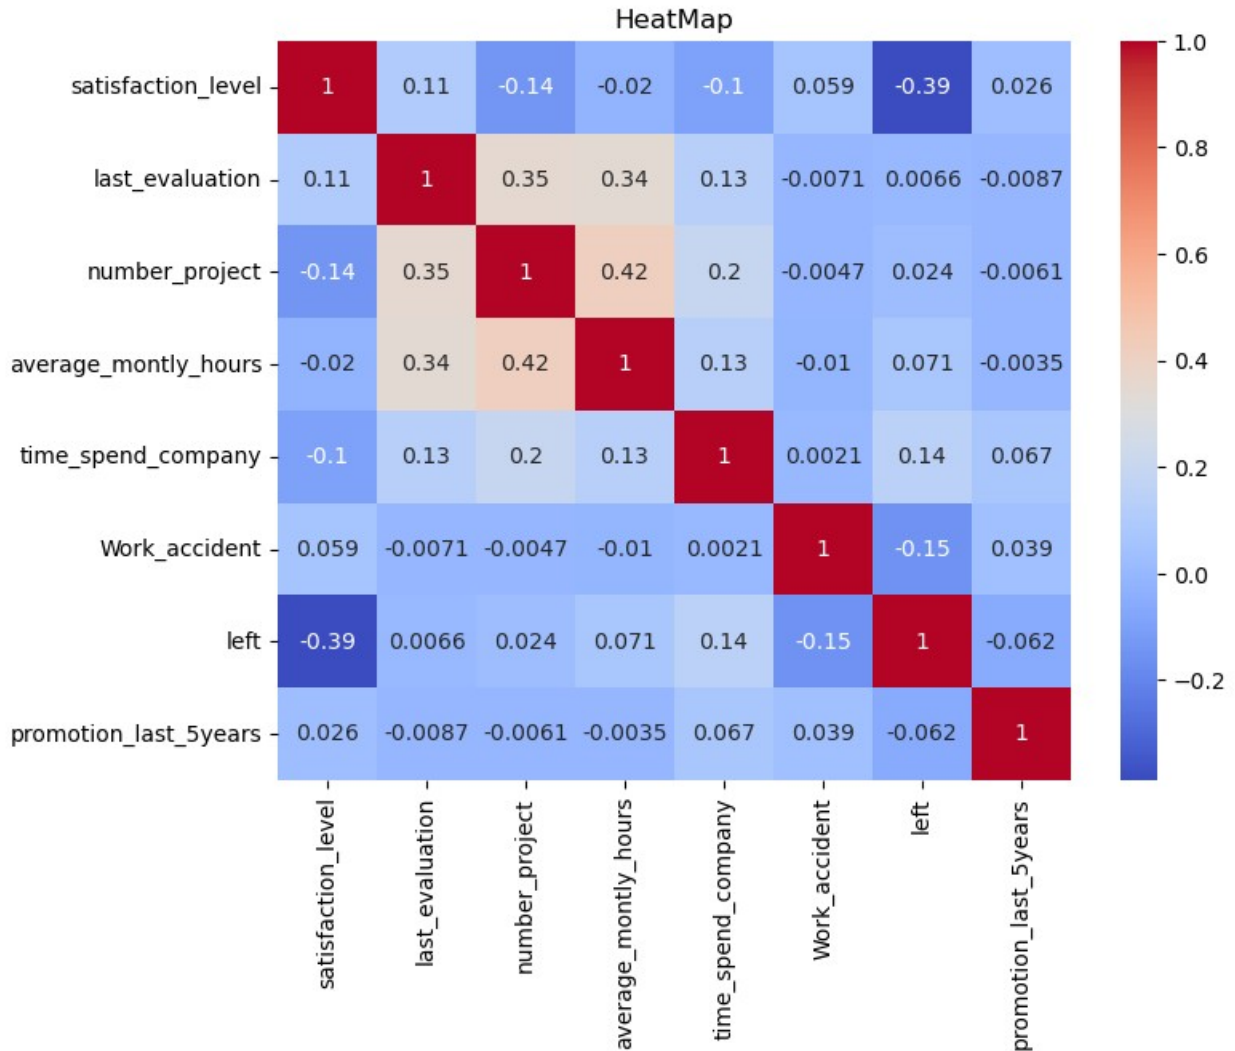 HeatMap
satisfaction_level 1 0.11 -0.14 -0.02 -0.1 0.059 -0.39 0.026
last_evaluation 0.11 1 0.35 0.34 0.13 -0.0071 0.0066 -0.0087
number_project -0.14 0.35 1 0.42 0.2 -0.0047 0.024 -0.0061
average_montly_hours -0.02 0.34 0.42 1 0.13 -0.01 0.071 -0.0035
time_spend_company -0.1 0.13 0.2 0.13 1 0.0021 0.14 0.067
Work_accident 0.059 -0.0071 -0.0047 -0.01 0.0021 1 -0.15 0.039
left -0.39 0.0066 0.024 0.071 0.14 -0.15 1 -0.062
promotion_last_5years 0.026 -0.0087 -0.0061 -0.0035 0.067 0.039 -0.062 1
satisfaction_level
last_evaluation
number_project
average_montly_hours
time_spend_company
Work_accident
left
promotion_last_5years
1.0
0.8
0.6
0.4
0.2
0.0
−0.2